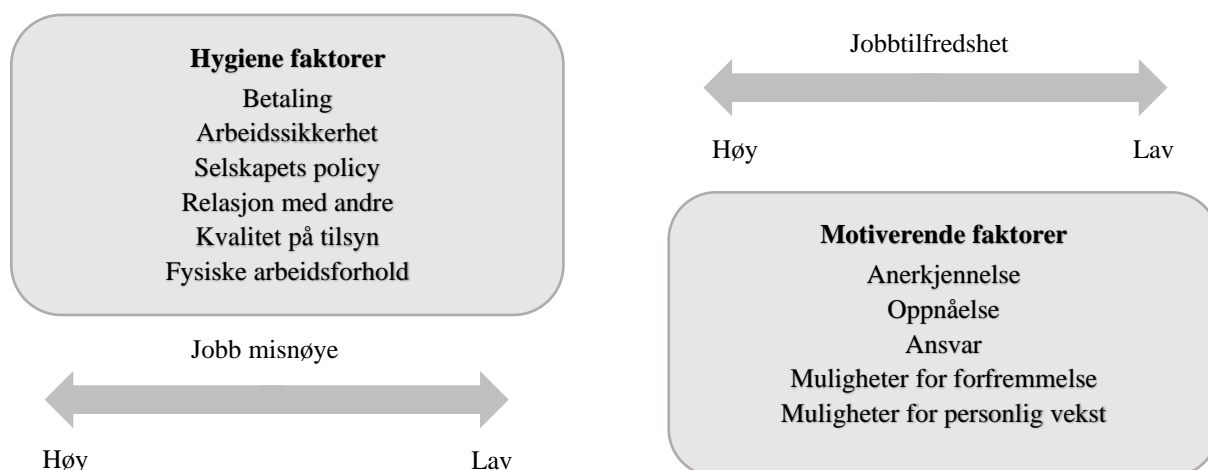 Hygiene faktorer
Betaling
Arbeidssikkerhet
Selskapets policy
Relasjon med andre
Kvalitet på tilsyn
Fysiske arbeidsforhold
Jobb misnøye
Høy Lav
Jobbtilfredshet
Høy Lav
Motiverende faktorer
Anerkjennelse
Oppnåelse
Ansvar
Muligheter for forfremmelse
Muligheter for personlig vekst